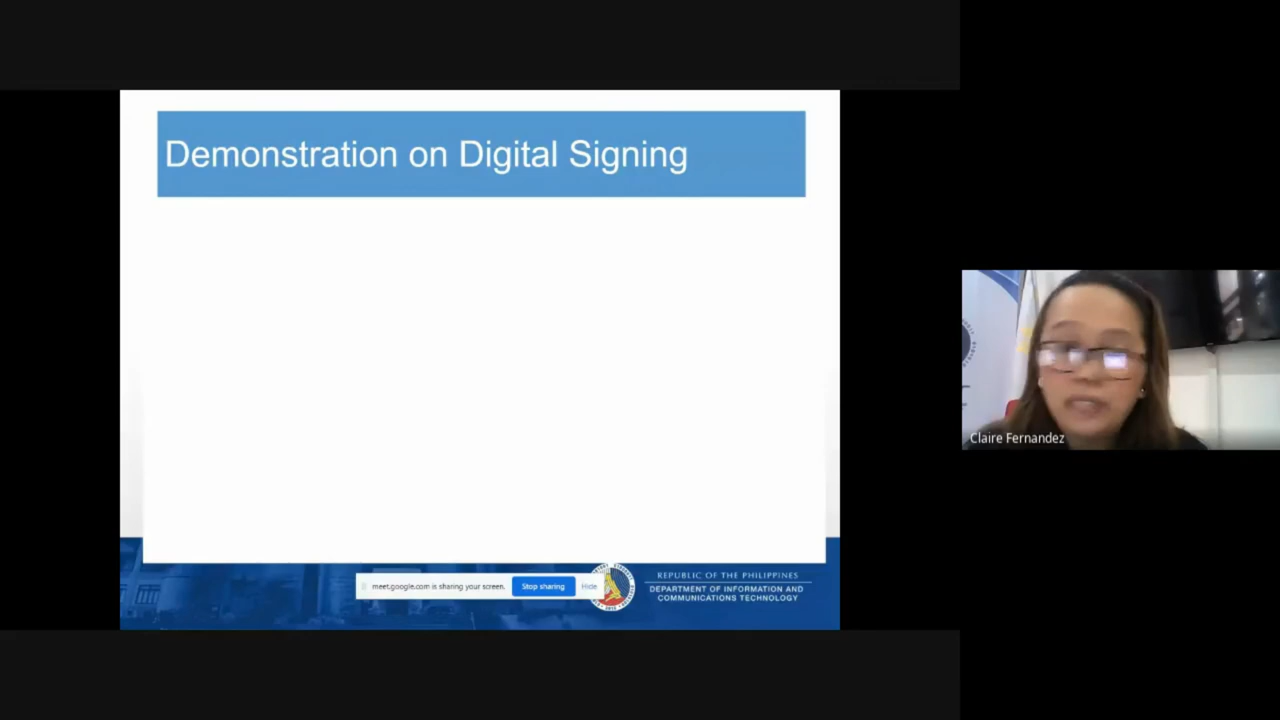 Demonstration on Digital Signing
Claire Fernandez
meet.google.com is sharing your screen.
Stop sharing
Hide
REPUBLIC OF THE PHILIPPINES
DEPARTMENT OF INFORMATION AND
COMMUNICATIONS TECHNOLOGY